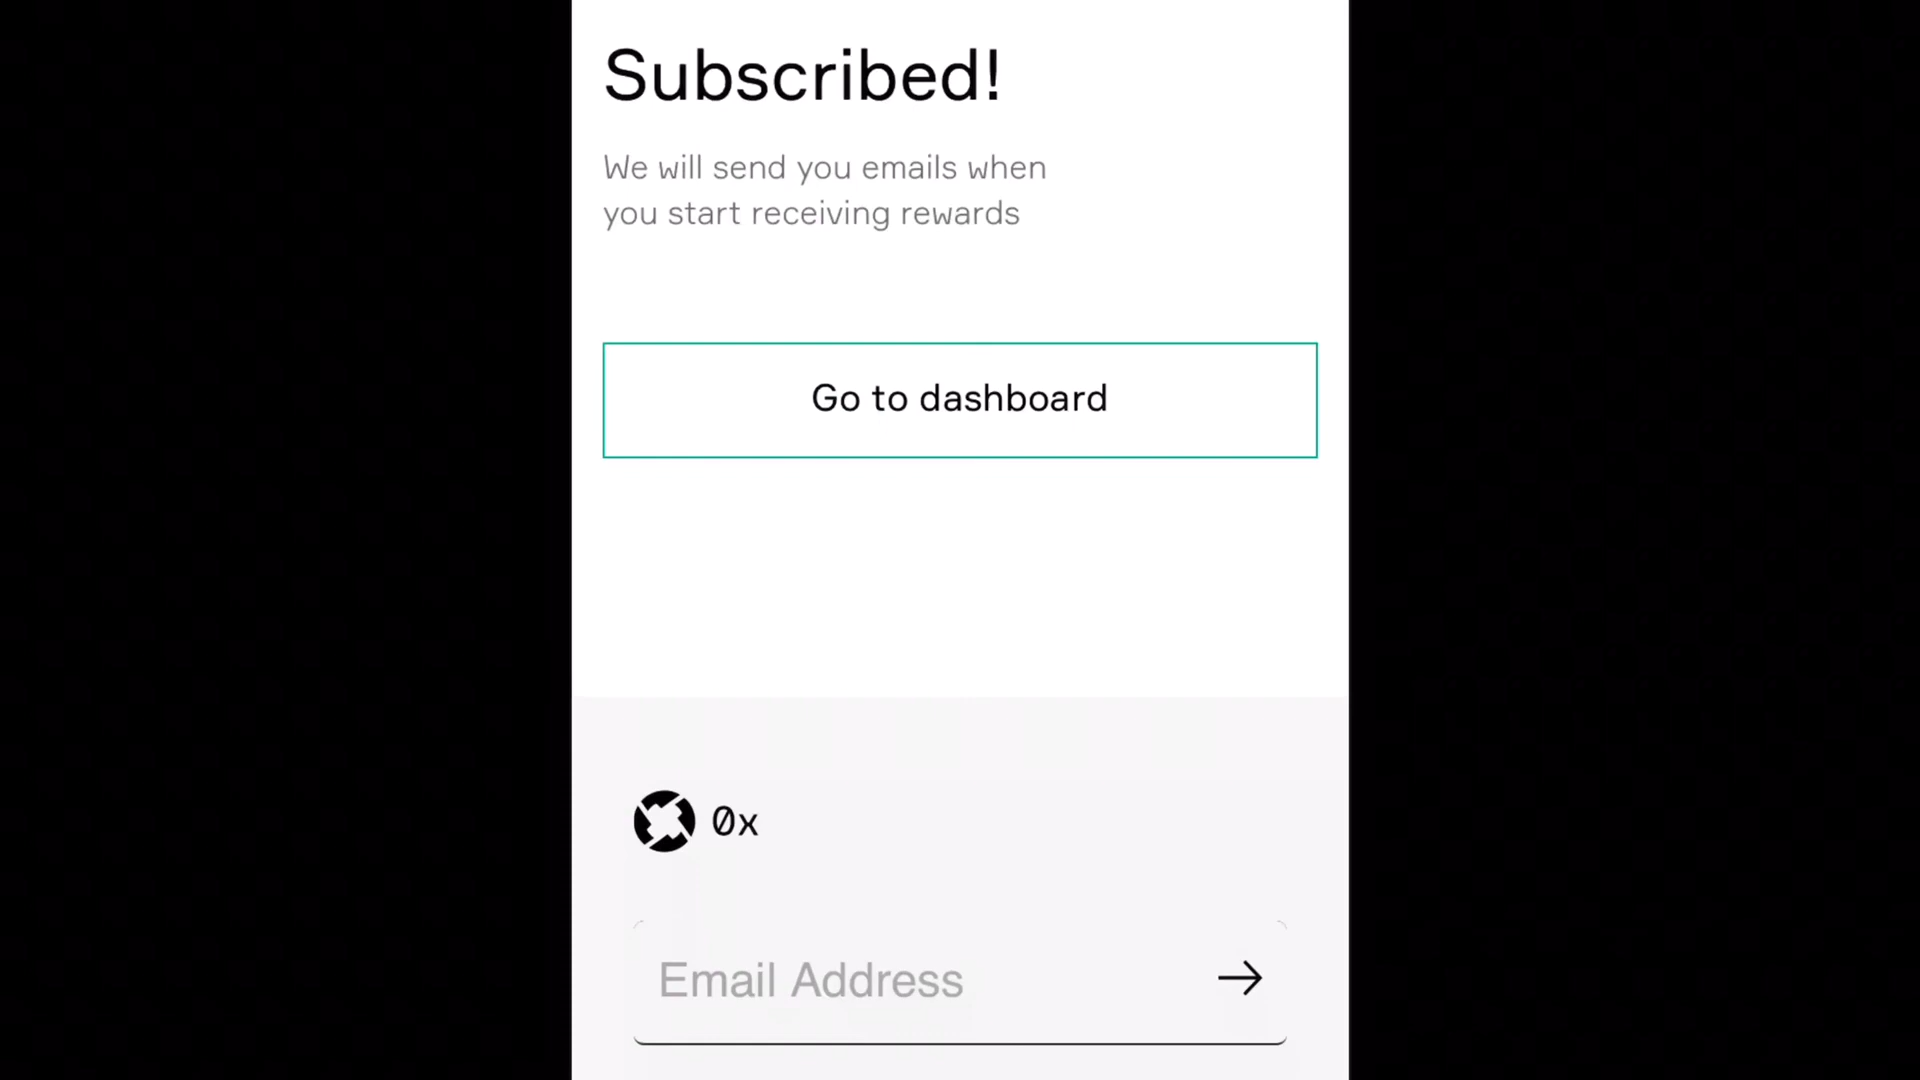 Subscribed!
We will send you emails when
you start receiving rewards
Go to dashboard
0x
Email Address